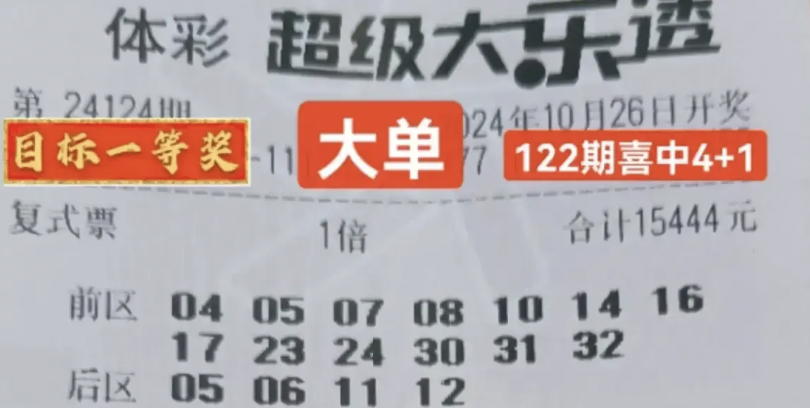 体彩 超级大乐透
第 24124期 2024年10月26日开奖
目标一等奖 -11 大单 77 122期喜中4+1
复式票 1倍 合计15444元
前区 04 05 07 08 10 14 16
17 23 24 30 31 32
后区 05 06 11 12